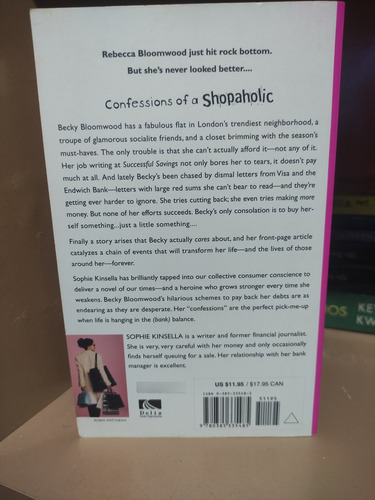 Rebecca Bloomwood just hit rock bottom.
But she's never looked better....
Confessions of a Shopaholic
Becky Bloomwood has a fabulous flat in London's trendiest neighborhood, a
troupe of glamorous socialite friends, and a closet brimming with the season's
must-haves. The only trouble is that she can't actually afford it—not any of it.
Her job writing at Successful Savings not only bores her to tears, it doesn't pay
much at all. And lately Becky's been chased by dismal letters from Visa and the
Endwich Bank—letters with large red sums she can't bear to read—and they're
getting ever harder to ignore. She tries cutting back; she even tries making more
money. But none of her efforts succeeds. Becky's only consolation is to buy her-
self something...just a little something....
Finally a story arises that Becky actually cares about, and her front-page article
catalyzes a chain of events that will transform her life—and the lives of those
around her—forever.
Sophie Kinsella has brilliantly tapped into our collective consumer conscience to
deliver a novel of our times—and a heroine who grows stronger every time she
weakens. Becky Bloomwood's hilarious schemes to pay back her debts are as
endearing as they are desperate. Her "confessions" are the perfect pick-me-up
when life is hanging in the (bank) balance.
SOPHIE KINSELLA is a writer and former financial journalist.
She is very, very careful with her money and only occasionally
finds herself queuing for a sale. Her relationship with her bank
manager is excellent.
US $11.95 / $17.95 CAN
ISBN 0-385-33548-2
51195
9 780385 335485
Delta